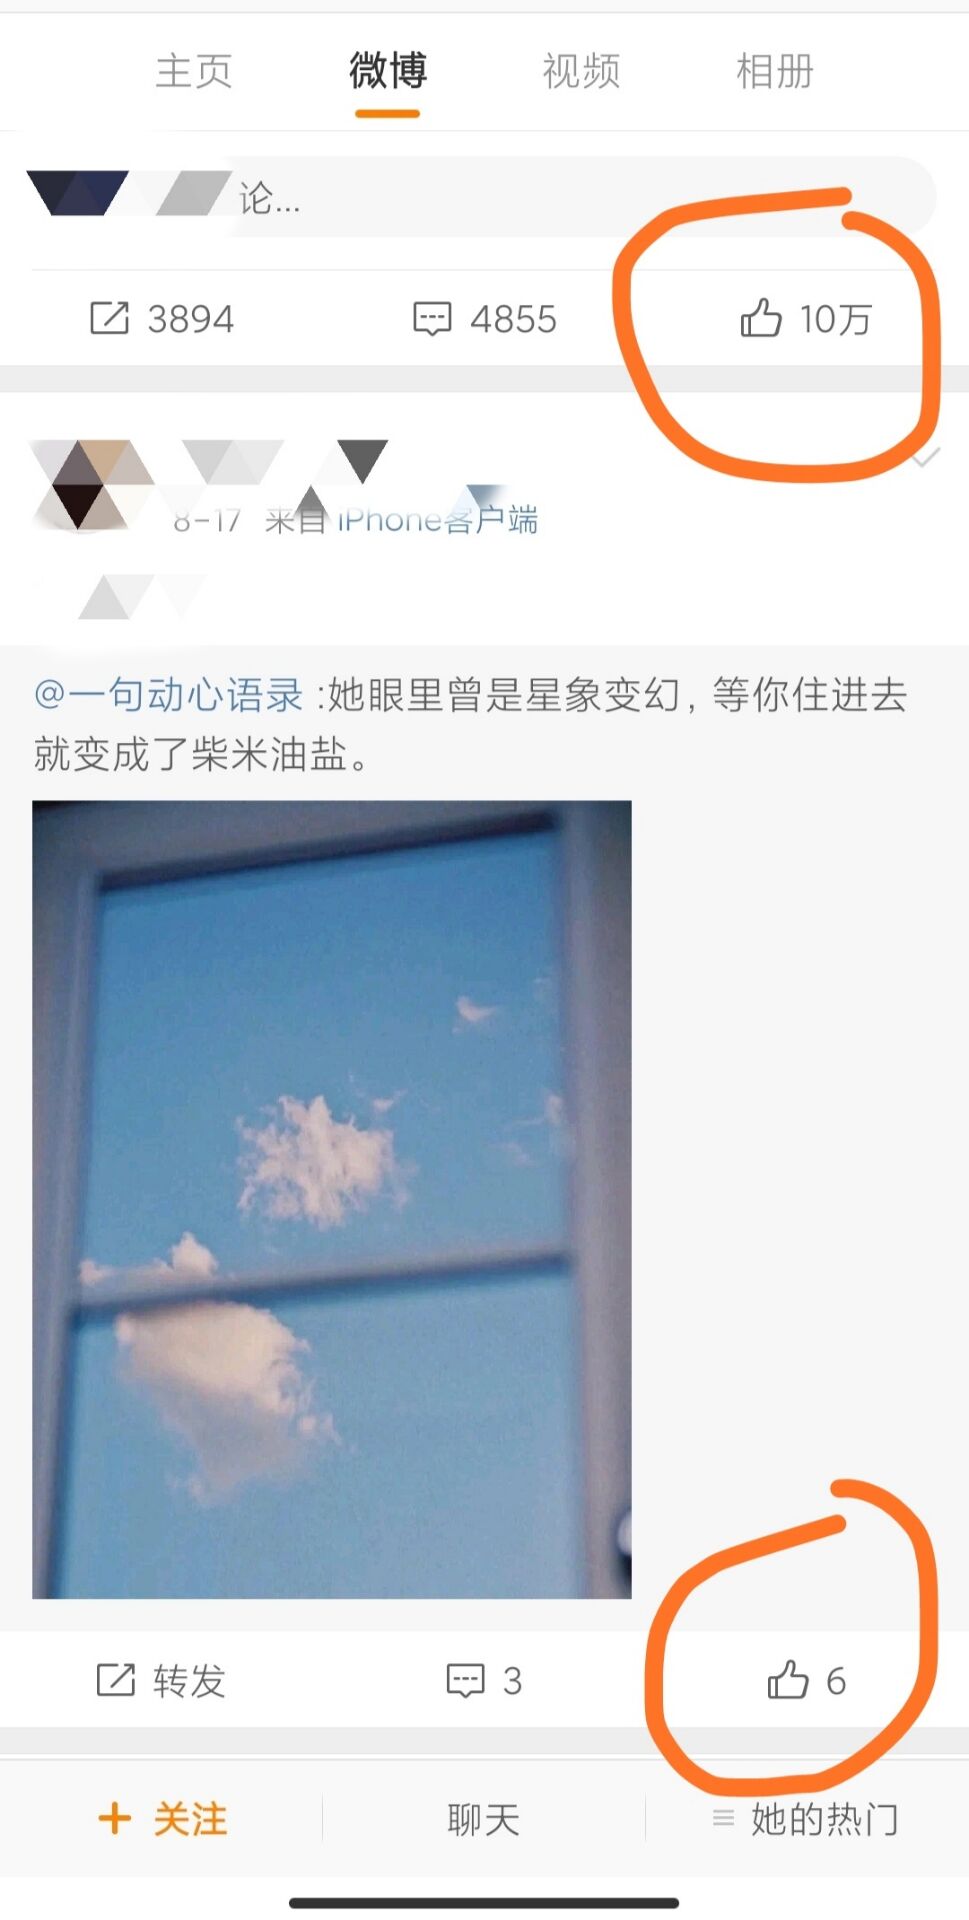 主页 微博 视频 相册
论...
3894 4855 10万
8-17 来自 iPhone客户端
@一句动心语录 :她眼里曾是星象变幻, 等你住进去
就变成了柴米油盐。
转发 3 6
+ 关注 聊天 她的热门